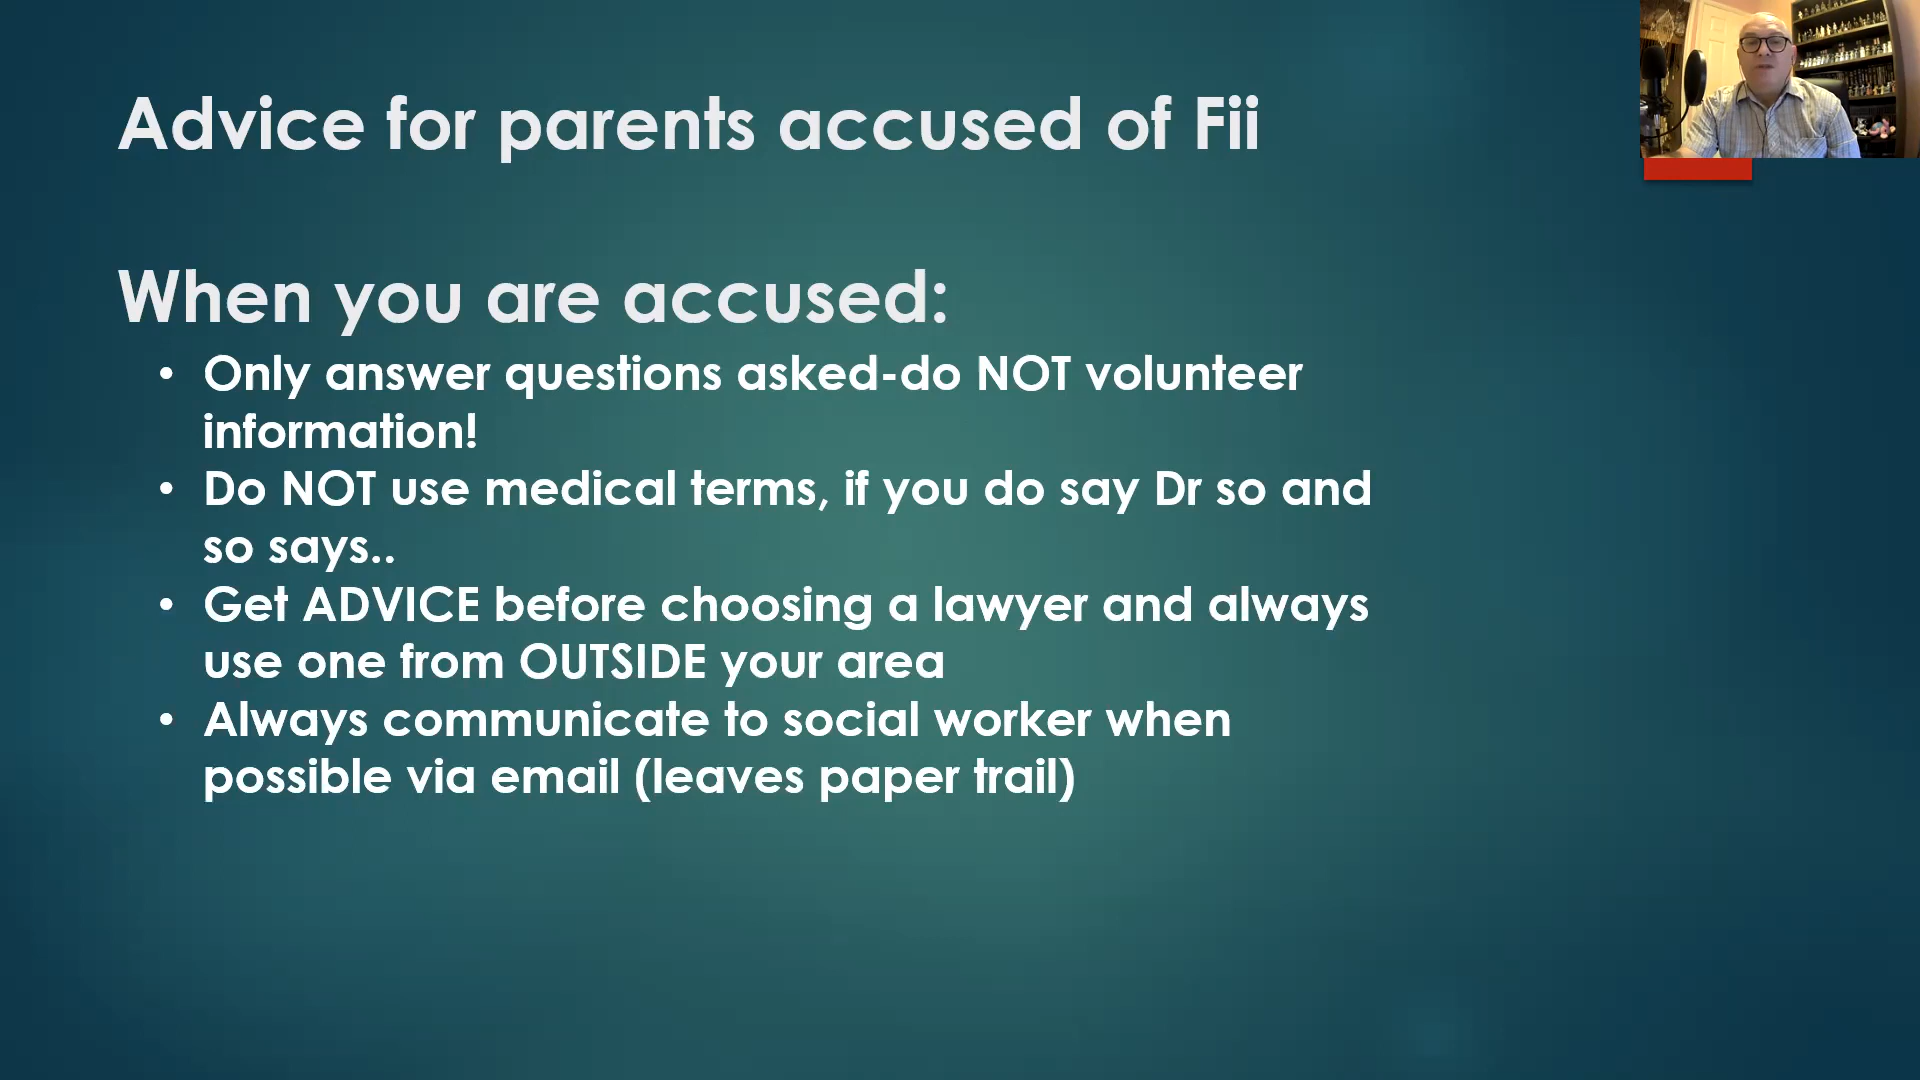 Advice for parents accused of Fii
When you are accused:
• Only answer questions asked-do NOT volunteer
information!
• Do NOT use medical terms, if you do say Dr so and
so says..
• Get ADVICE before choosing a lawyer and always
use one from OUTSIDE your area
• Always communicate to social worker when
possible via email (leaves paper trail)